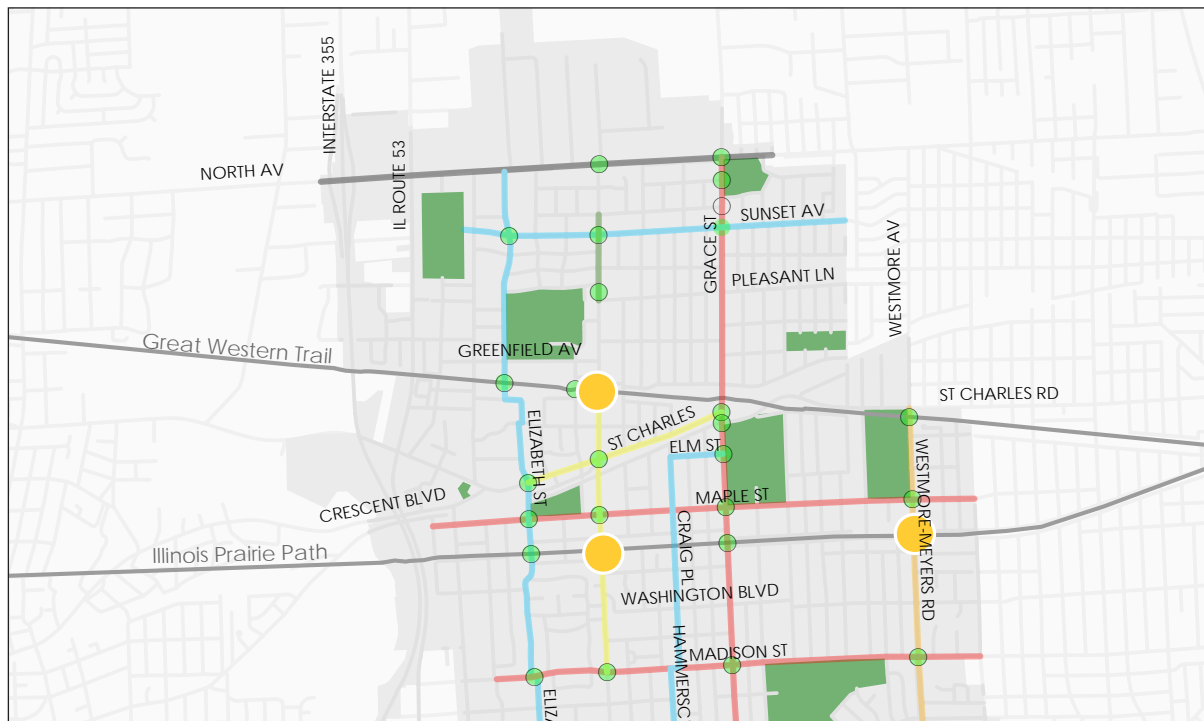 INTERSTATE 355
IL ROUTE 53
NORTH AV
SUNSET AV
GRACE ST
WESTMORE AV
PLEASANT LN
Great Western Trail
GREENFIELD AV
ST CHARLES RD
ELIZABETH ST
ST CHARLES
ELM ST
WESTMORE-MEYERS RD
CRESCENT BLVD
MAPLE ST
CRAIG PL
Illinois Prairie Path
WASHINGTON BLVD
HAMMERSC
MADISON ST
ELIZA